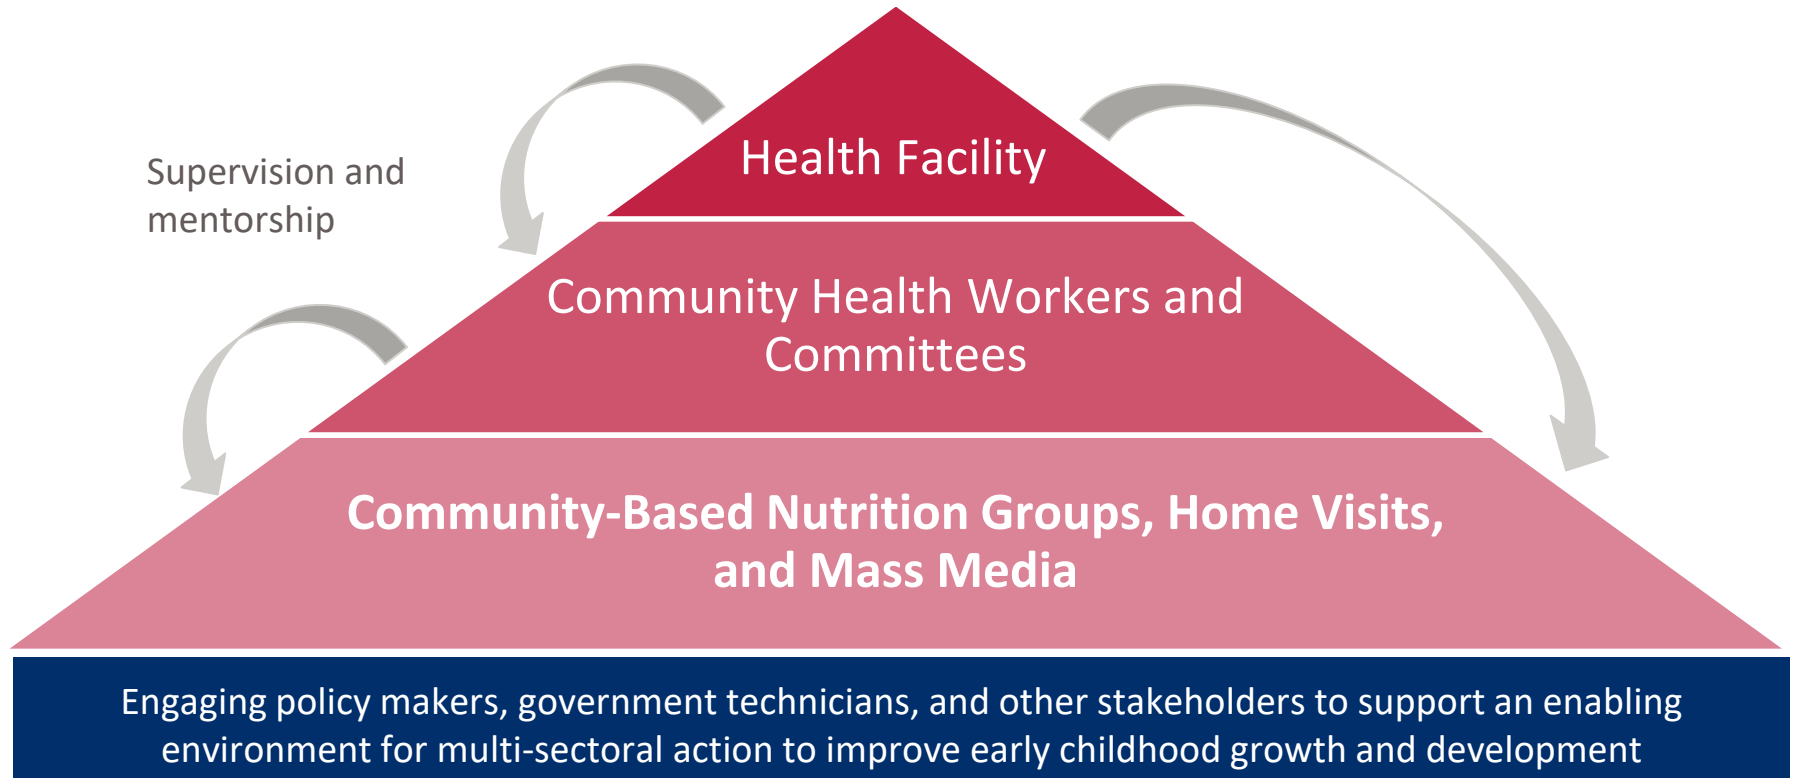 Health Facility
Supervision and
mentorship
Community Health Workers and
Committees
Community-Based Nutrition Groups, Home Visits,
and Mass Media
Engaging policy makers, government technicians, and other stakeholders to support an enabling
environment for multi-sectoral action to improve early childhood growth and development